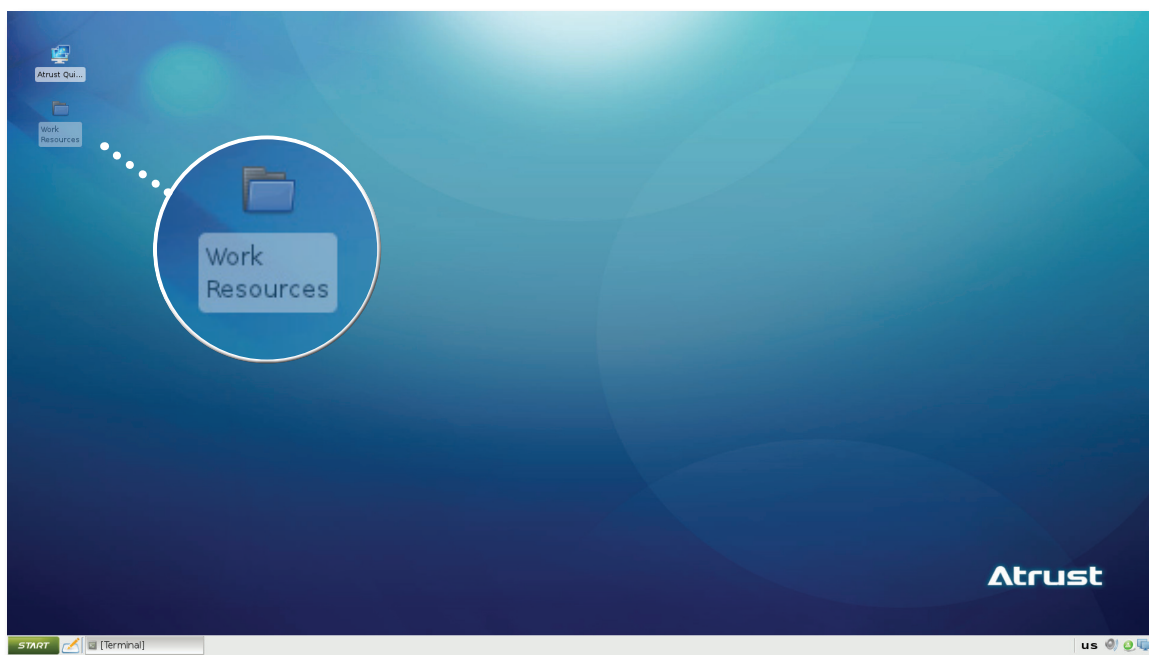 Atrust Qui...
Work
Resources
Work
Resources
Atrust
START
[Terminal]
us